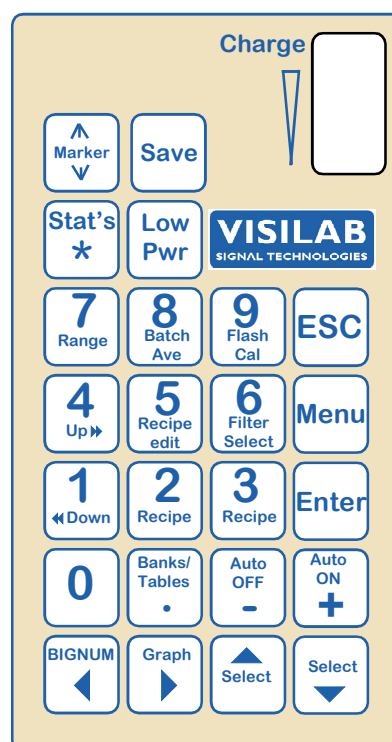 Charge
Marker
Save
Stat's
*
Low
Pwr
VISILAB
SIGNAL TECHNOLOGIES
7
Range
8
Batch
Ave
9
Flash
Cal
ESC
4
Up
5
Recipe
edit
6
Filter
Select
Menu
1
Down
2
Recipe
3
Recipe
Enter
0
Banks/
Tables
.
Auto
OFF
-
Auto
ON
+
BIGNUM
Graph
Select
Select